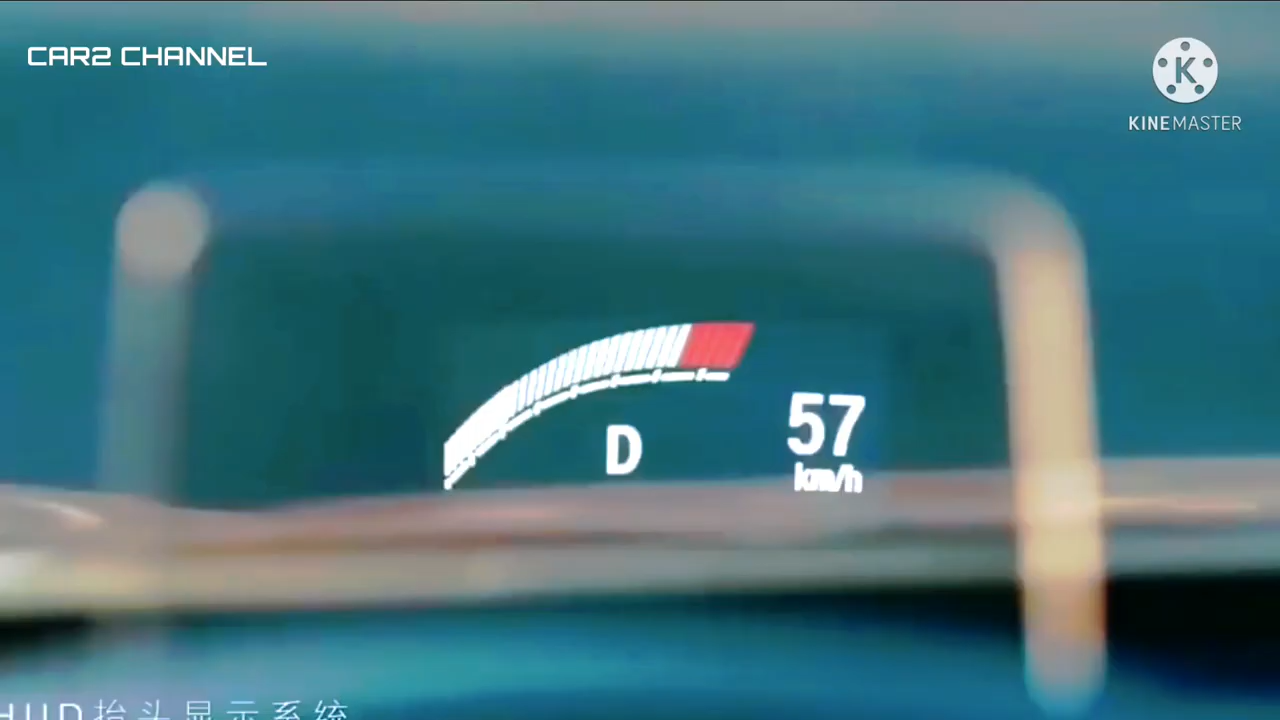 CAR2 CHANNEL
KINEMASTER
57
D
km/h
HUD抬头显示系统